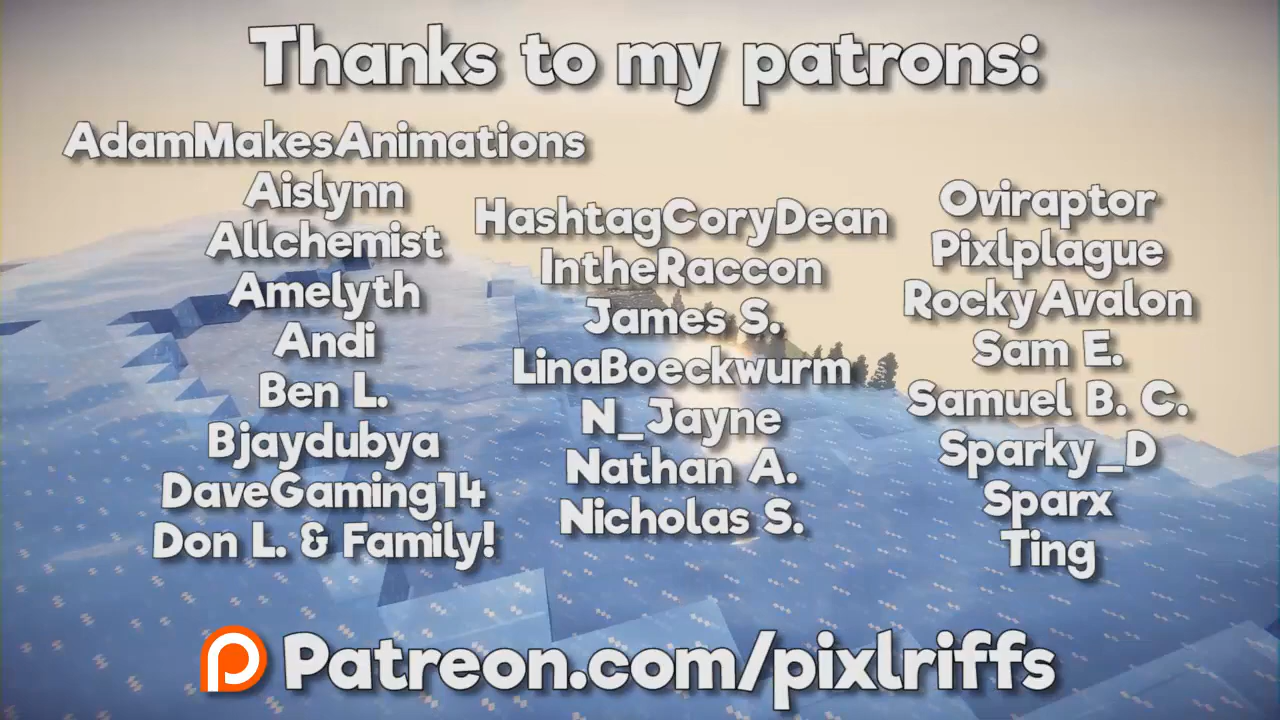 Thanks to my patrons:
AdamMakesAnimations
Aislynn
Allchemist
Amelyth
Andi
Ben L.
Bjaydubya
DaveGaming14
Don L. & Family!
HashtagCoryDean
IntheRaccon
James S.
LinaBoeckwurm
N_Jayne
Nathan A.
Nicholas S.
Oviraptor
Pixlplague
RockyAvalon
Sam E.
Samuel B. C.
Sparky_D
Sparx
Ting
Patreon.com/pixlriffs